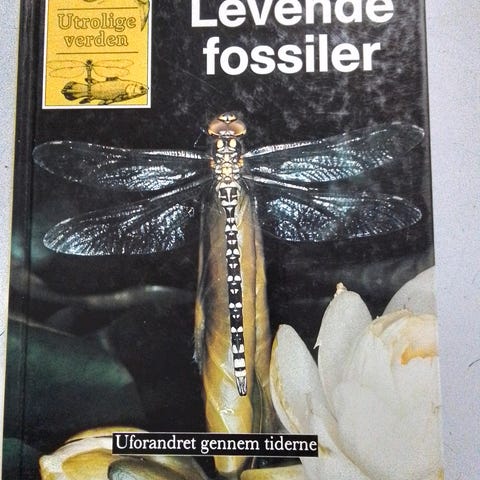 Utrolige
verden
Levende
fossiler
Uforandret gennem tiderne